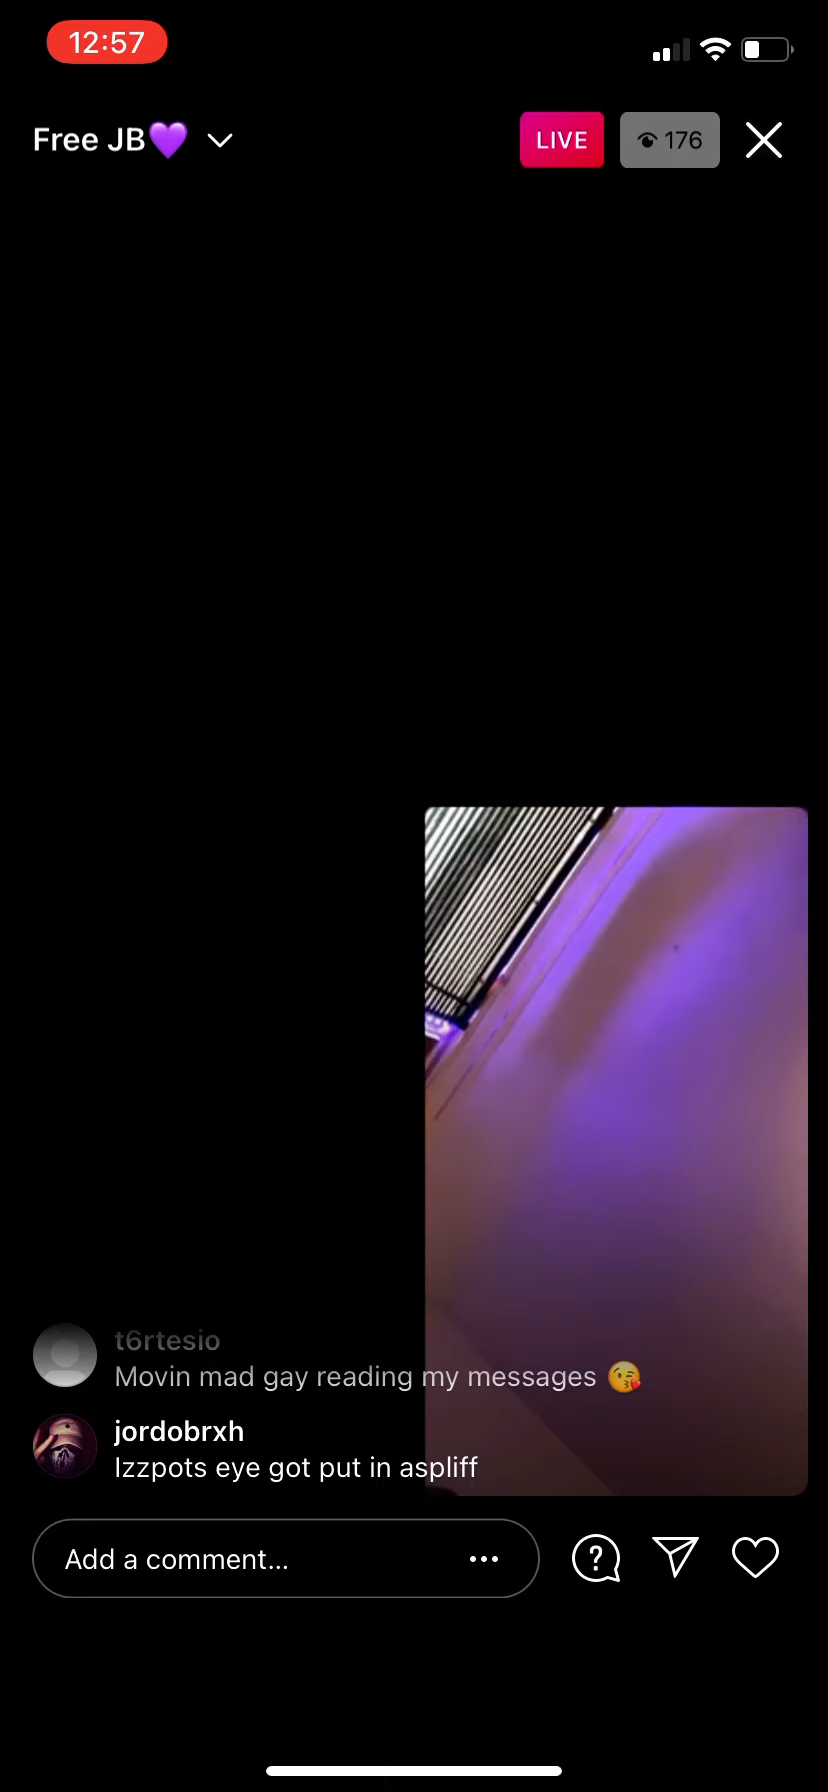 12:57
Free JB💜
LIVE
176
t6rtesio
Movin mad gay reading my messages 😘
jordobrxh
Izzpots eye got put in aspliff
Add a comment...